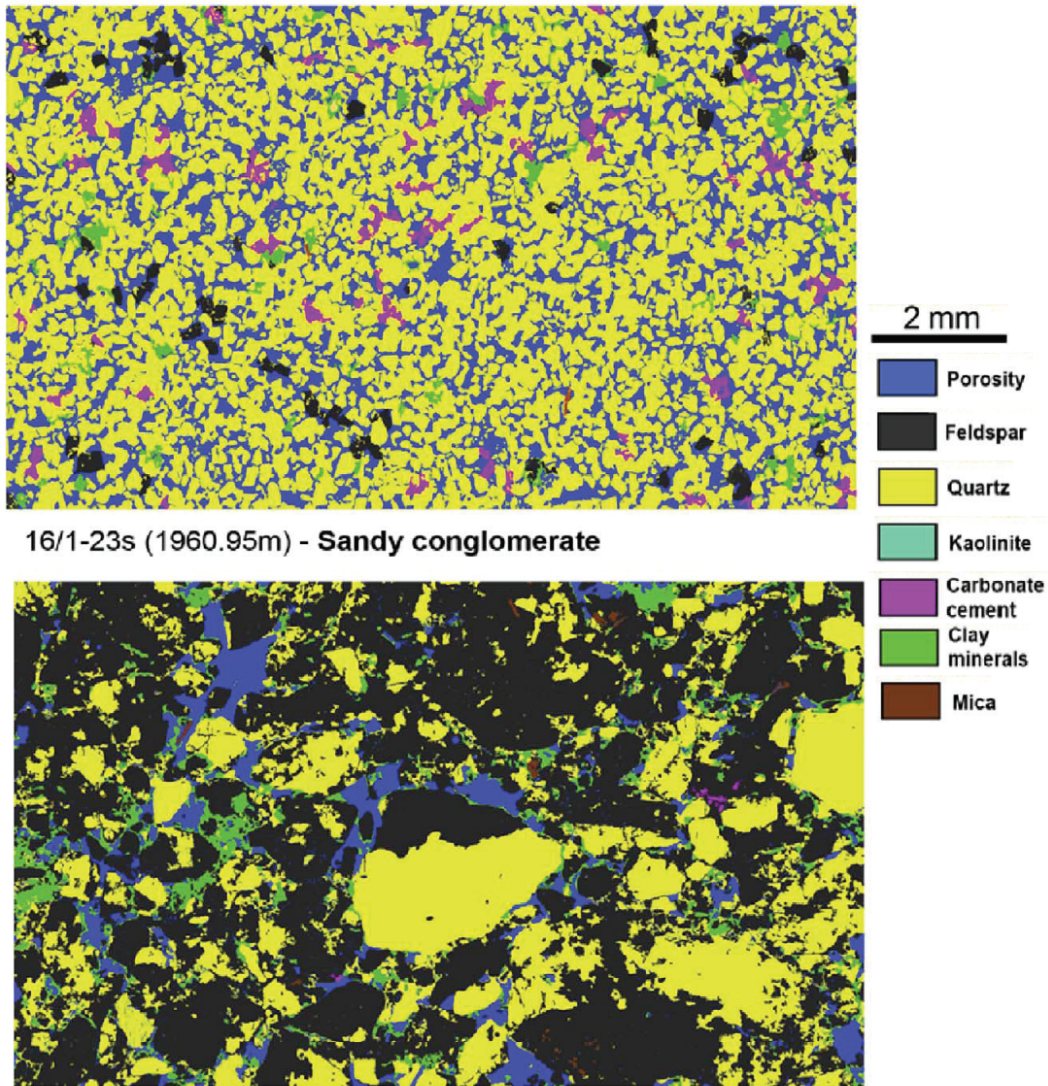 2 mm
Porosity
Feldspar
Quartz
Kaolinite
Carbonate
cement
Clay
minerals
Mica
16/1-23s (1960.95m) - Sandy conglomerate